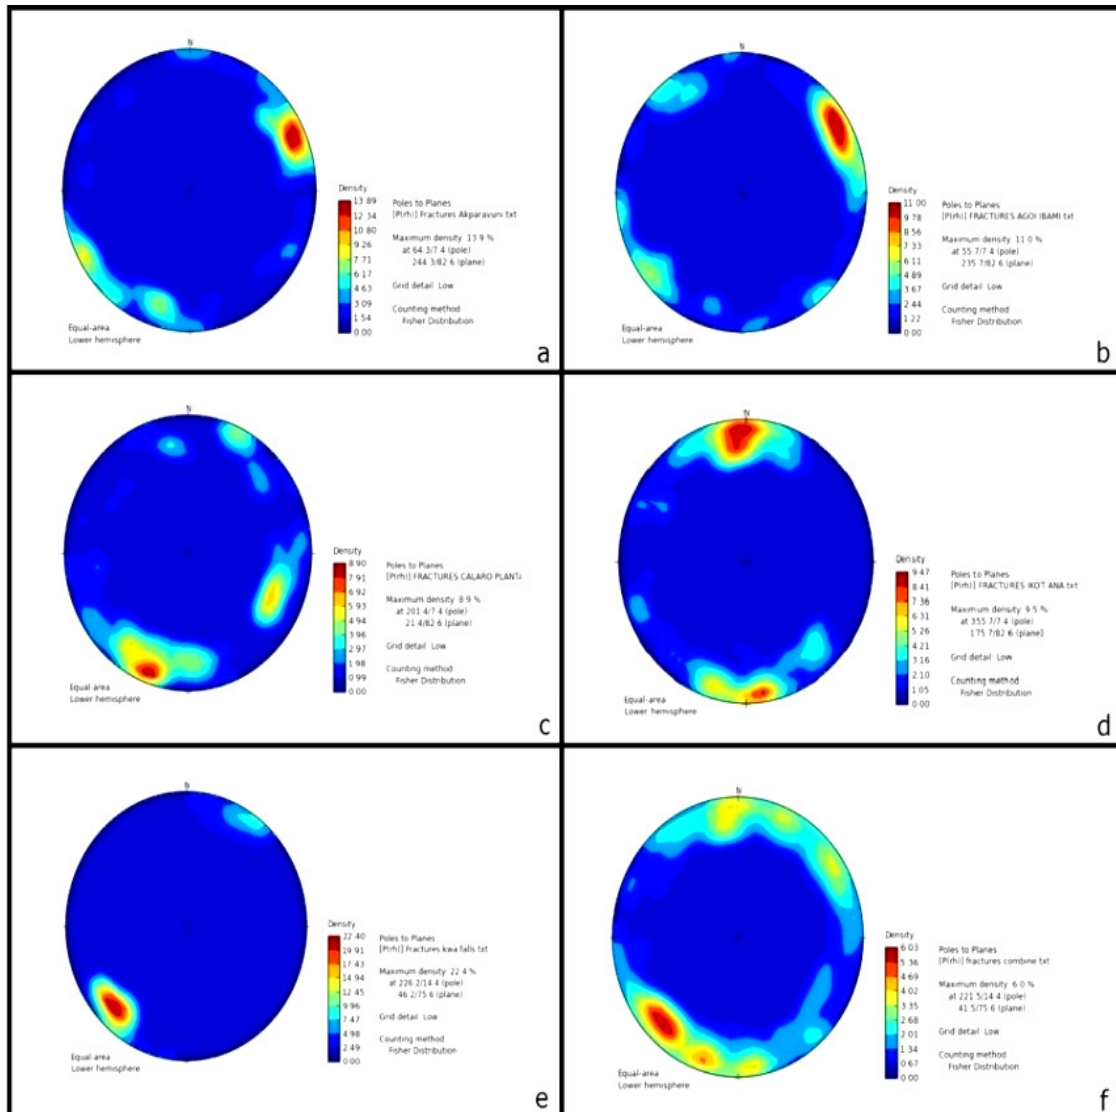 N
Density
13 89
12 34
10 80
9 26
7 71
6 17
4 63
3 09
1 54
0 00
Poles to Planes
[P(rh)] Fractures Akparavuni txt
Maximum density 13 9 %
at 64 3/7 4 (pole)
244 3/82 6 (plane)
Grid detail Low
Counting method
Fisher Distribution
Equal-area
Lower hemisphere
a
N
Density
11 00
9 78
8 56
7 33
6 11
4 89
3 67
2 44
1 22
0 00
Poles to Planes
[P(rh)] FRACTURES AGOI IBAMI txt
Maximum density 11 0 %
at 55 7/7 4 (pole)
235 7/82 6 (plane)
Grid detail Low
Counting method
Fisher Distribution
Equal-area
Lower hemisphere
b
N
Density
8 90
7 91
6 92
5 93
4 94
3 96
2 97
1 98
0 99
0 00
Poles to Planes
[P(rh)] FRACTURES CALARO PLANTA
Maximum density 8 9 %
at 201 4/7 4 (pole)
21 4/82 6 (plane)
Grid detail Low
Counting method
Fisher Distribution
Equal-area
Lower hemisphere
c
N
Density
9 47
8 41
7 36
6 31
5 26
4 21
3 16
2 10
1 05
0 00
Poles to Planes
[P(rh)] FRACTURES IKOT ANA txt
Maximum density 9 5 %
at 355 7/7 4 (pole)
175 7/82 6 (plane)
Grid detail Low
Counting method
Fisher Distribution
Equal-area
Lower hemisphere
d
N
Density
22 40
19 91
17 43
14 94
12 45
9 96
7 47
4 98
2 49
0 00
Poles to Planes
[P(rh)] fractures kwa falls txt
Maximum density 22 4 %
at 226 2/14 4 (pole)
46 2/75 6 (plane)
Grid detail Low
Counting method
Fisher Distribution
Equal-area
Lower hemisphere
e
N
Density
6 03
5 36
4 69
4 02
3 35
2 68
2 01
1 34
0 67
0 00
Poles to Planes
[P(rh)] fractures combine txt
Maximum density 6 0 %
at 221 5/14 4 (pole)
41 5/75 6 (plane)
Grid detail Low
Counting method
Fisher Distribution
Equal-area
Lower hemisphere
f